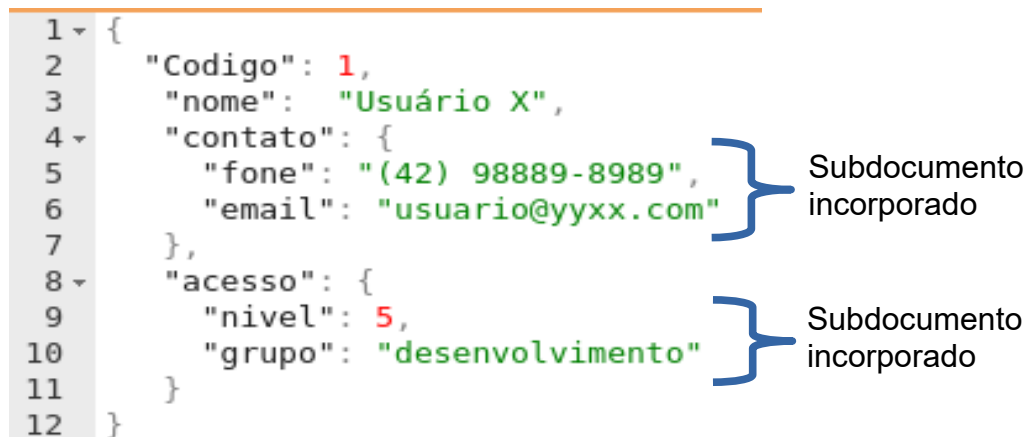 1 {
2 "Codigo": 1,
3 "nome": "Usuário X",
4 "contato": {
5 "fone": "(42) 98889-8989",
6 "email": "usuario@yyxx.com"
7 },
8 "acesso": {
9 "nivel": 5,
10 "grupo": "desenvolvimento"
11 }
12 }
Subdocumento
incorporado
Subdocumento
incorporado